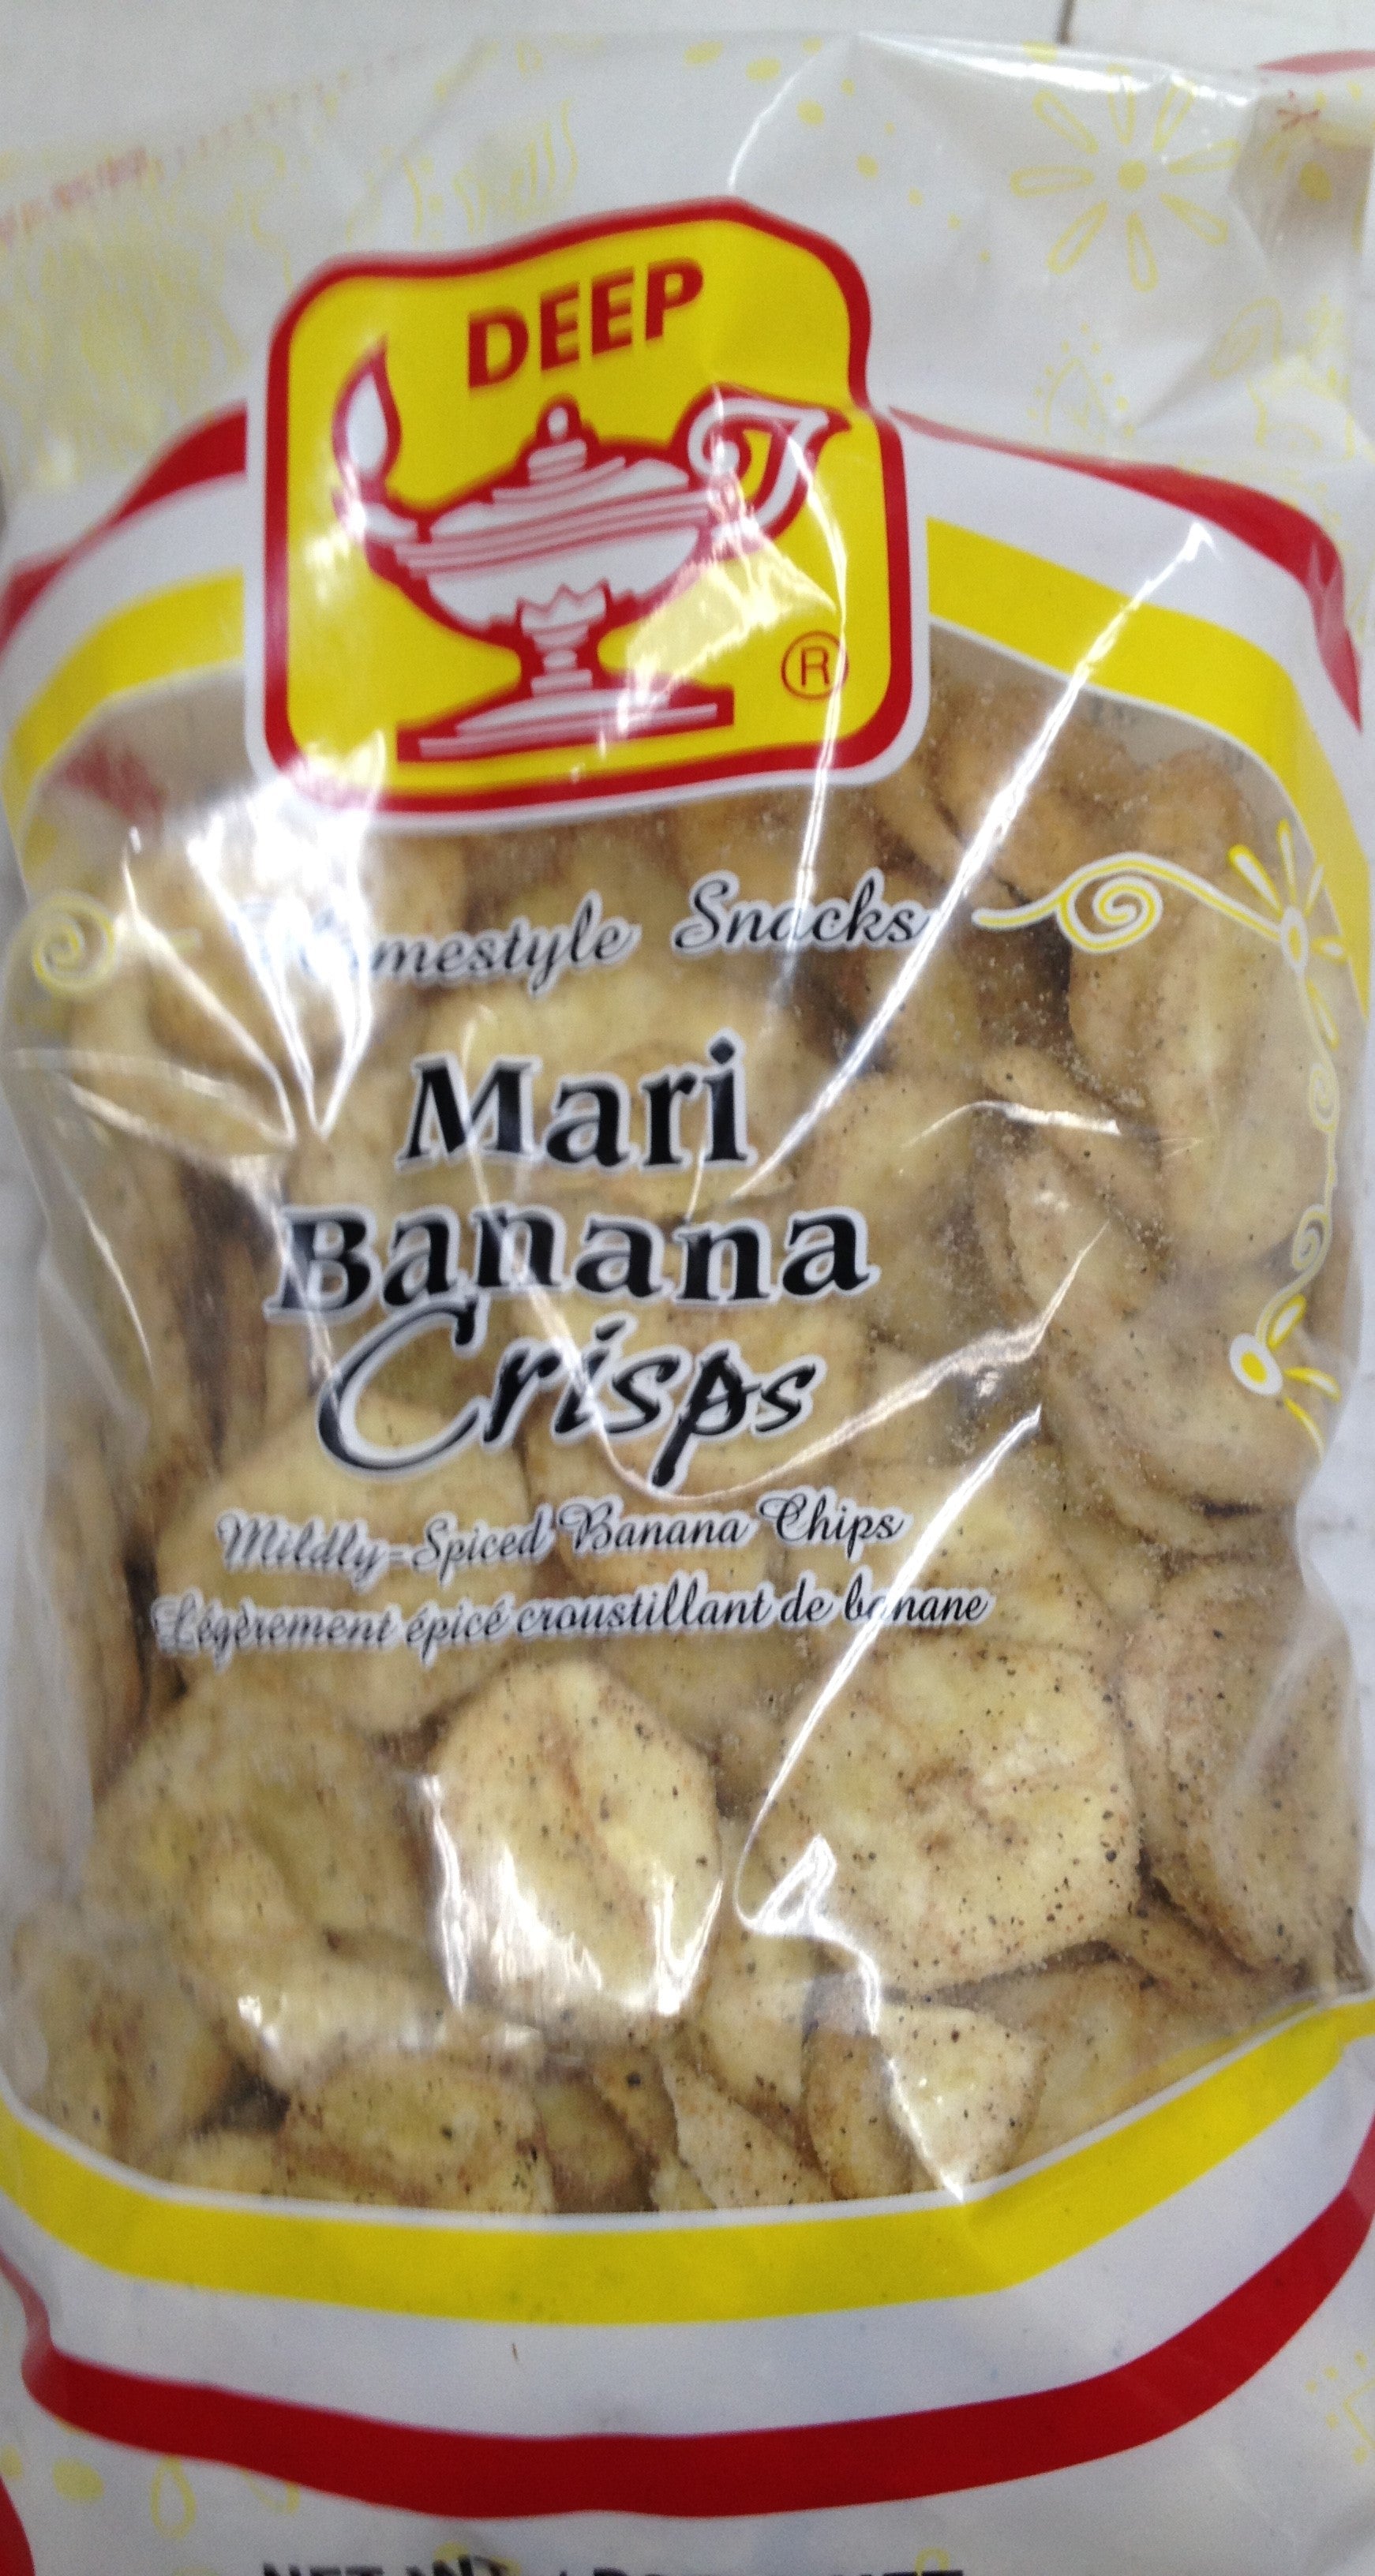 DEEP
®
Homestyle Snacks
Mari
Banana
Crisps
Mildly-Spiced Banana Chips
Légèrement épicé croustillant de banane